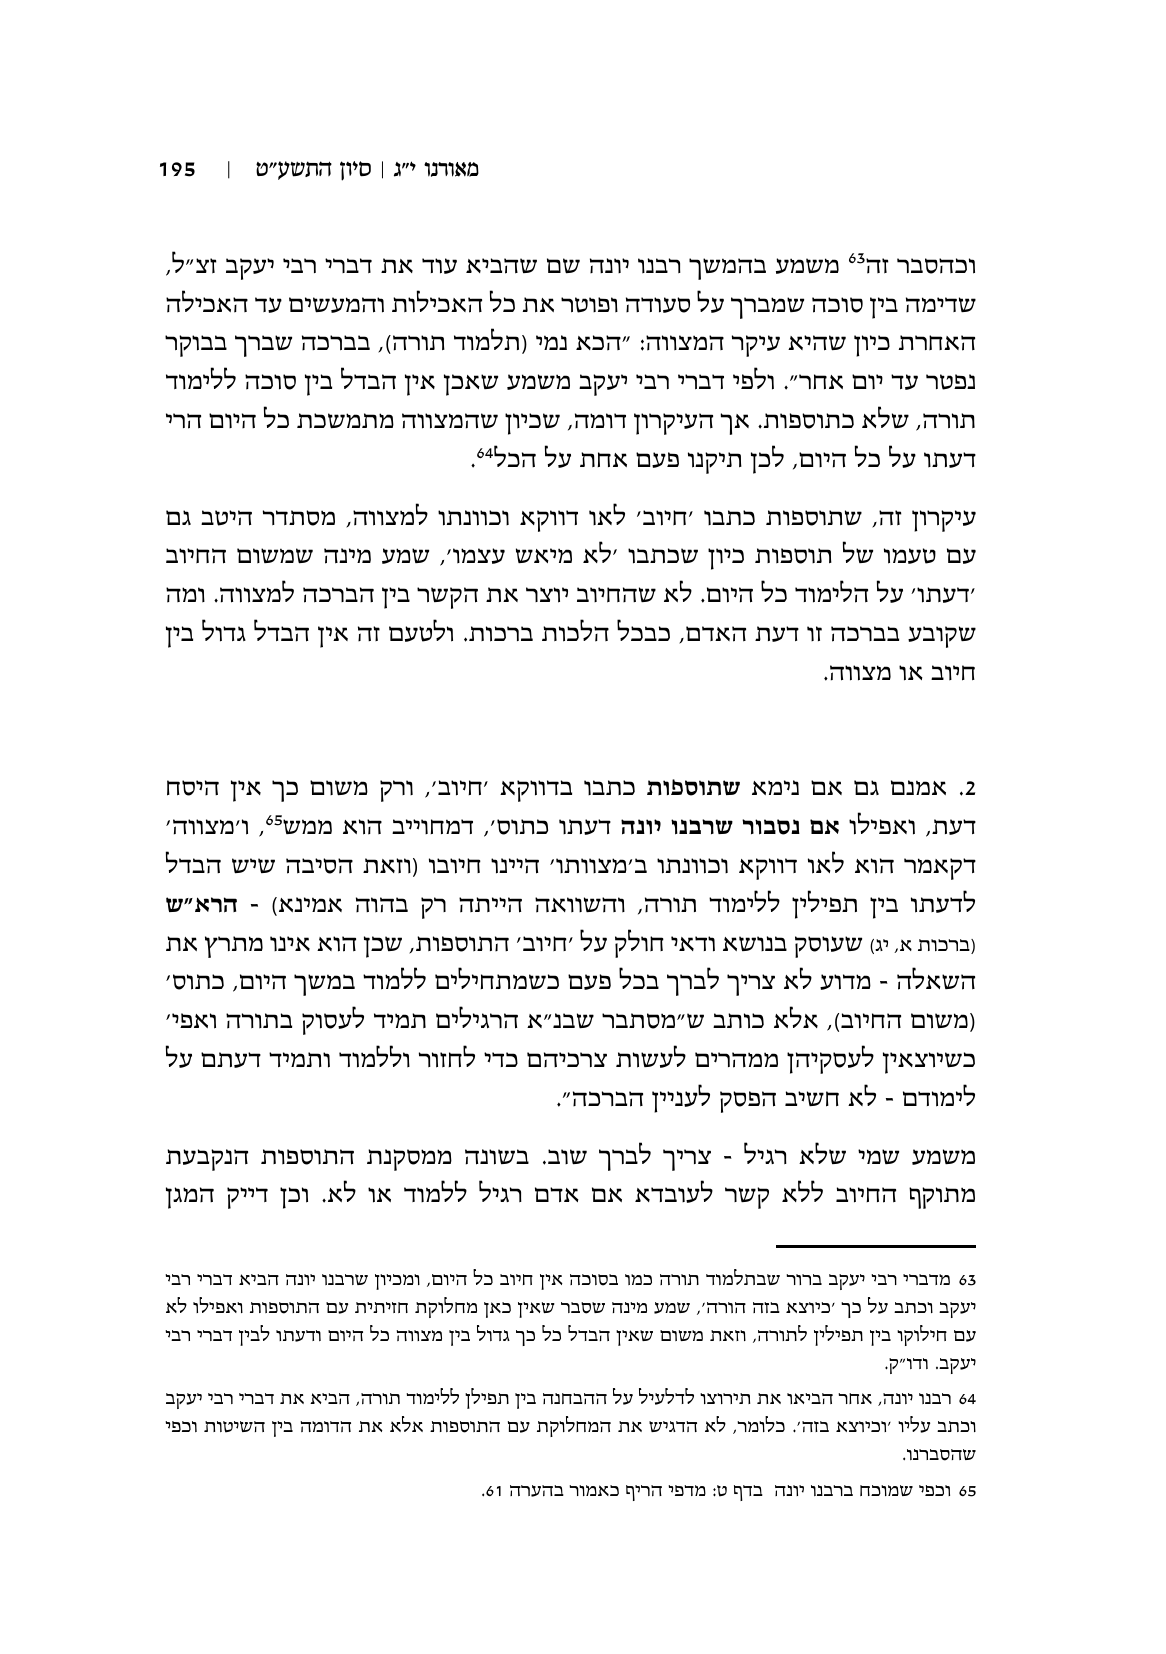 מאורנו י״ג | סיון התשע״ט | 195
וכהסבר זה63 משמע בהמשך רבנו יונה שם שהביא עוד את דברי רבי יעקב זצ״ל,
שדימה בין סוכה שמברך על סעודה ופוטר את כל האכילות והמעשים עד האכילה
האחרת כיון שהיא עיקר המצווה: ״הכא נמי (תלמוד תורה), בברכה שברך בבוקר
נפטר עד יום אחר״. ולפי דברי רבי יעקב משמע שאכן אין הבדל בין סוכה ללימוד
תורה, שלא כתוספות. אך העיקרון דומה, שכיון שהמצווה מתמשכת כל היום הרי
דעתו על כל היום, לכן תיקנו פעם אחת על הכל64.
עיקרון זה, שתוספות כתבו ׳חיוב׳ לאו דווקא וכוונתו למצווה, מסתדר היטב גם
עם טעמו של תוספות כיון שכתבו ׳לא מיאש עצמו׳, שמע מינה שמשום החיוב
׳דעתו׳ על הלימוד כל היום. לא שהחיוב יוצר את הקשר בין הברכה למצווה. ומה
שקובע בברכה זו דעת האדם, כבכל הלכות ברכות. ולטעם זה אין הבדל גדול בין
חיוב או מצווה.
2. אמנם גם אם נימא שתוספות כתבו בדווקא ׳חיוב׳, ורק משום כך אין היסח
דעת, ואפילו אם נסבור שרבנו יונה דעתו כתוס׳, דמחוייב הוא ממש65, ו׳מצווה׳
דקאמר הוא לאו דווקא וכוונתו ב׳מצוותו׳ היינו חיובו (וזאת הסיבה שיש הבדל
לדעתו בין תפילין ללימוד תורה, והשוואה הייתה רק בהוה אמינא) - הרא״ש
(ברכות א, יג) שעוסק בנושא ודאי חולק על ׳חיוב׳ התוספות, שכן הוא אינו מתרץ את
השאלה - מדוע לא צריך לברך בכל פעם כשמתחילים ללמוד במשך היום, כתוס׳
(משום החיוב), אלא כותב ש״מסתבר שבנ״א הרגילים תמיד לעסוק בתורה ואפי׳
כשיוצאין לעסקיהן ממהרים לעשות צרכיהם כדי לחזור וללמוד ותמיד דעתם על
לימודם - לא חשיב הפסק לעניין הברכה״.
משמע שמי שלא רגיל - צריך לברך שוב. בשונה ממסקנת התוספות הנקבעת
מתוקף החיוב ללא קשר לעובדא אם אדם רגיל ללמוד או לא. וכן דייק המגן
63 מדברי רבי יעקב ברור שבתלמוד תורה כמו בסוכה אין חיוב כל היום, ומכיון שרבנו יונה הביא דברי רבי
יעקב וכתב על כך ׳כיוצא בזה הורה׳, שמע מינה שסבר שאין כאן מחלוקת חזיתית עם התוספות ואפילו לא
עם חילוקו בין תפילין לתורה, וזאת משום שאין הבדל כל כך גדול בין מצווה כל היום ודעתו לבין דברי רבי
יעקב. ודו״ק.
64 רבנו יונה, אחר הביאו את תירוצו לדלעיל על ההבחנה בין תפילן ללימוד תורה, הביא את דברי רבי יעקב
וכתב עליו ׳וכיוצא בזה׳. כלומר, לא הדגיש את המחלוקת עם התוספות אלא את הדומה בין השיטות וכפי
שהסברנו.
65 וכפי שמוכח ברבנו יונה בדף ט: מדפי הריף כאמור בהערה 61.